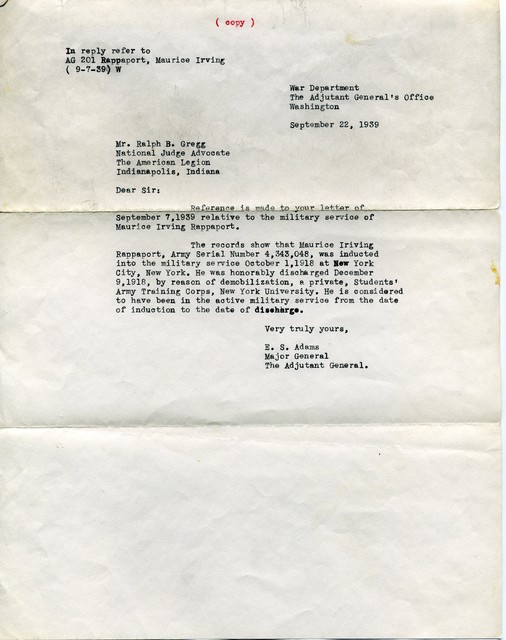 ( copy )
In reply refer to
AG 201 Rappaport, Maurice Irving
( 9-7-39) W
War Department
The Adjutant General's Office
Washington
September 22, 1939
Mr. Ralph B. Gregg
National Judge Advocate
The American Legion
Indianapolis, Indiana
Dear Sir:
Reference is made to your letter of
September 7,1939 relative to the military service of
Maurice Irving Rappaport.
The records show that Maurice Iriving
Rappaport, Army Serial Number 4,343,048, was inducted
into the military service October 1,1918 at New York
City, New York. He was honorably discharged December
9,1918, by reason of demobilization, a private, Students'
Army Training Corps, New York University. He is considered
to have been in the active military service from the date
of induction to the date of discharge.
Very truly yours,
E. S. Adams
Major General
The Adjutant General.